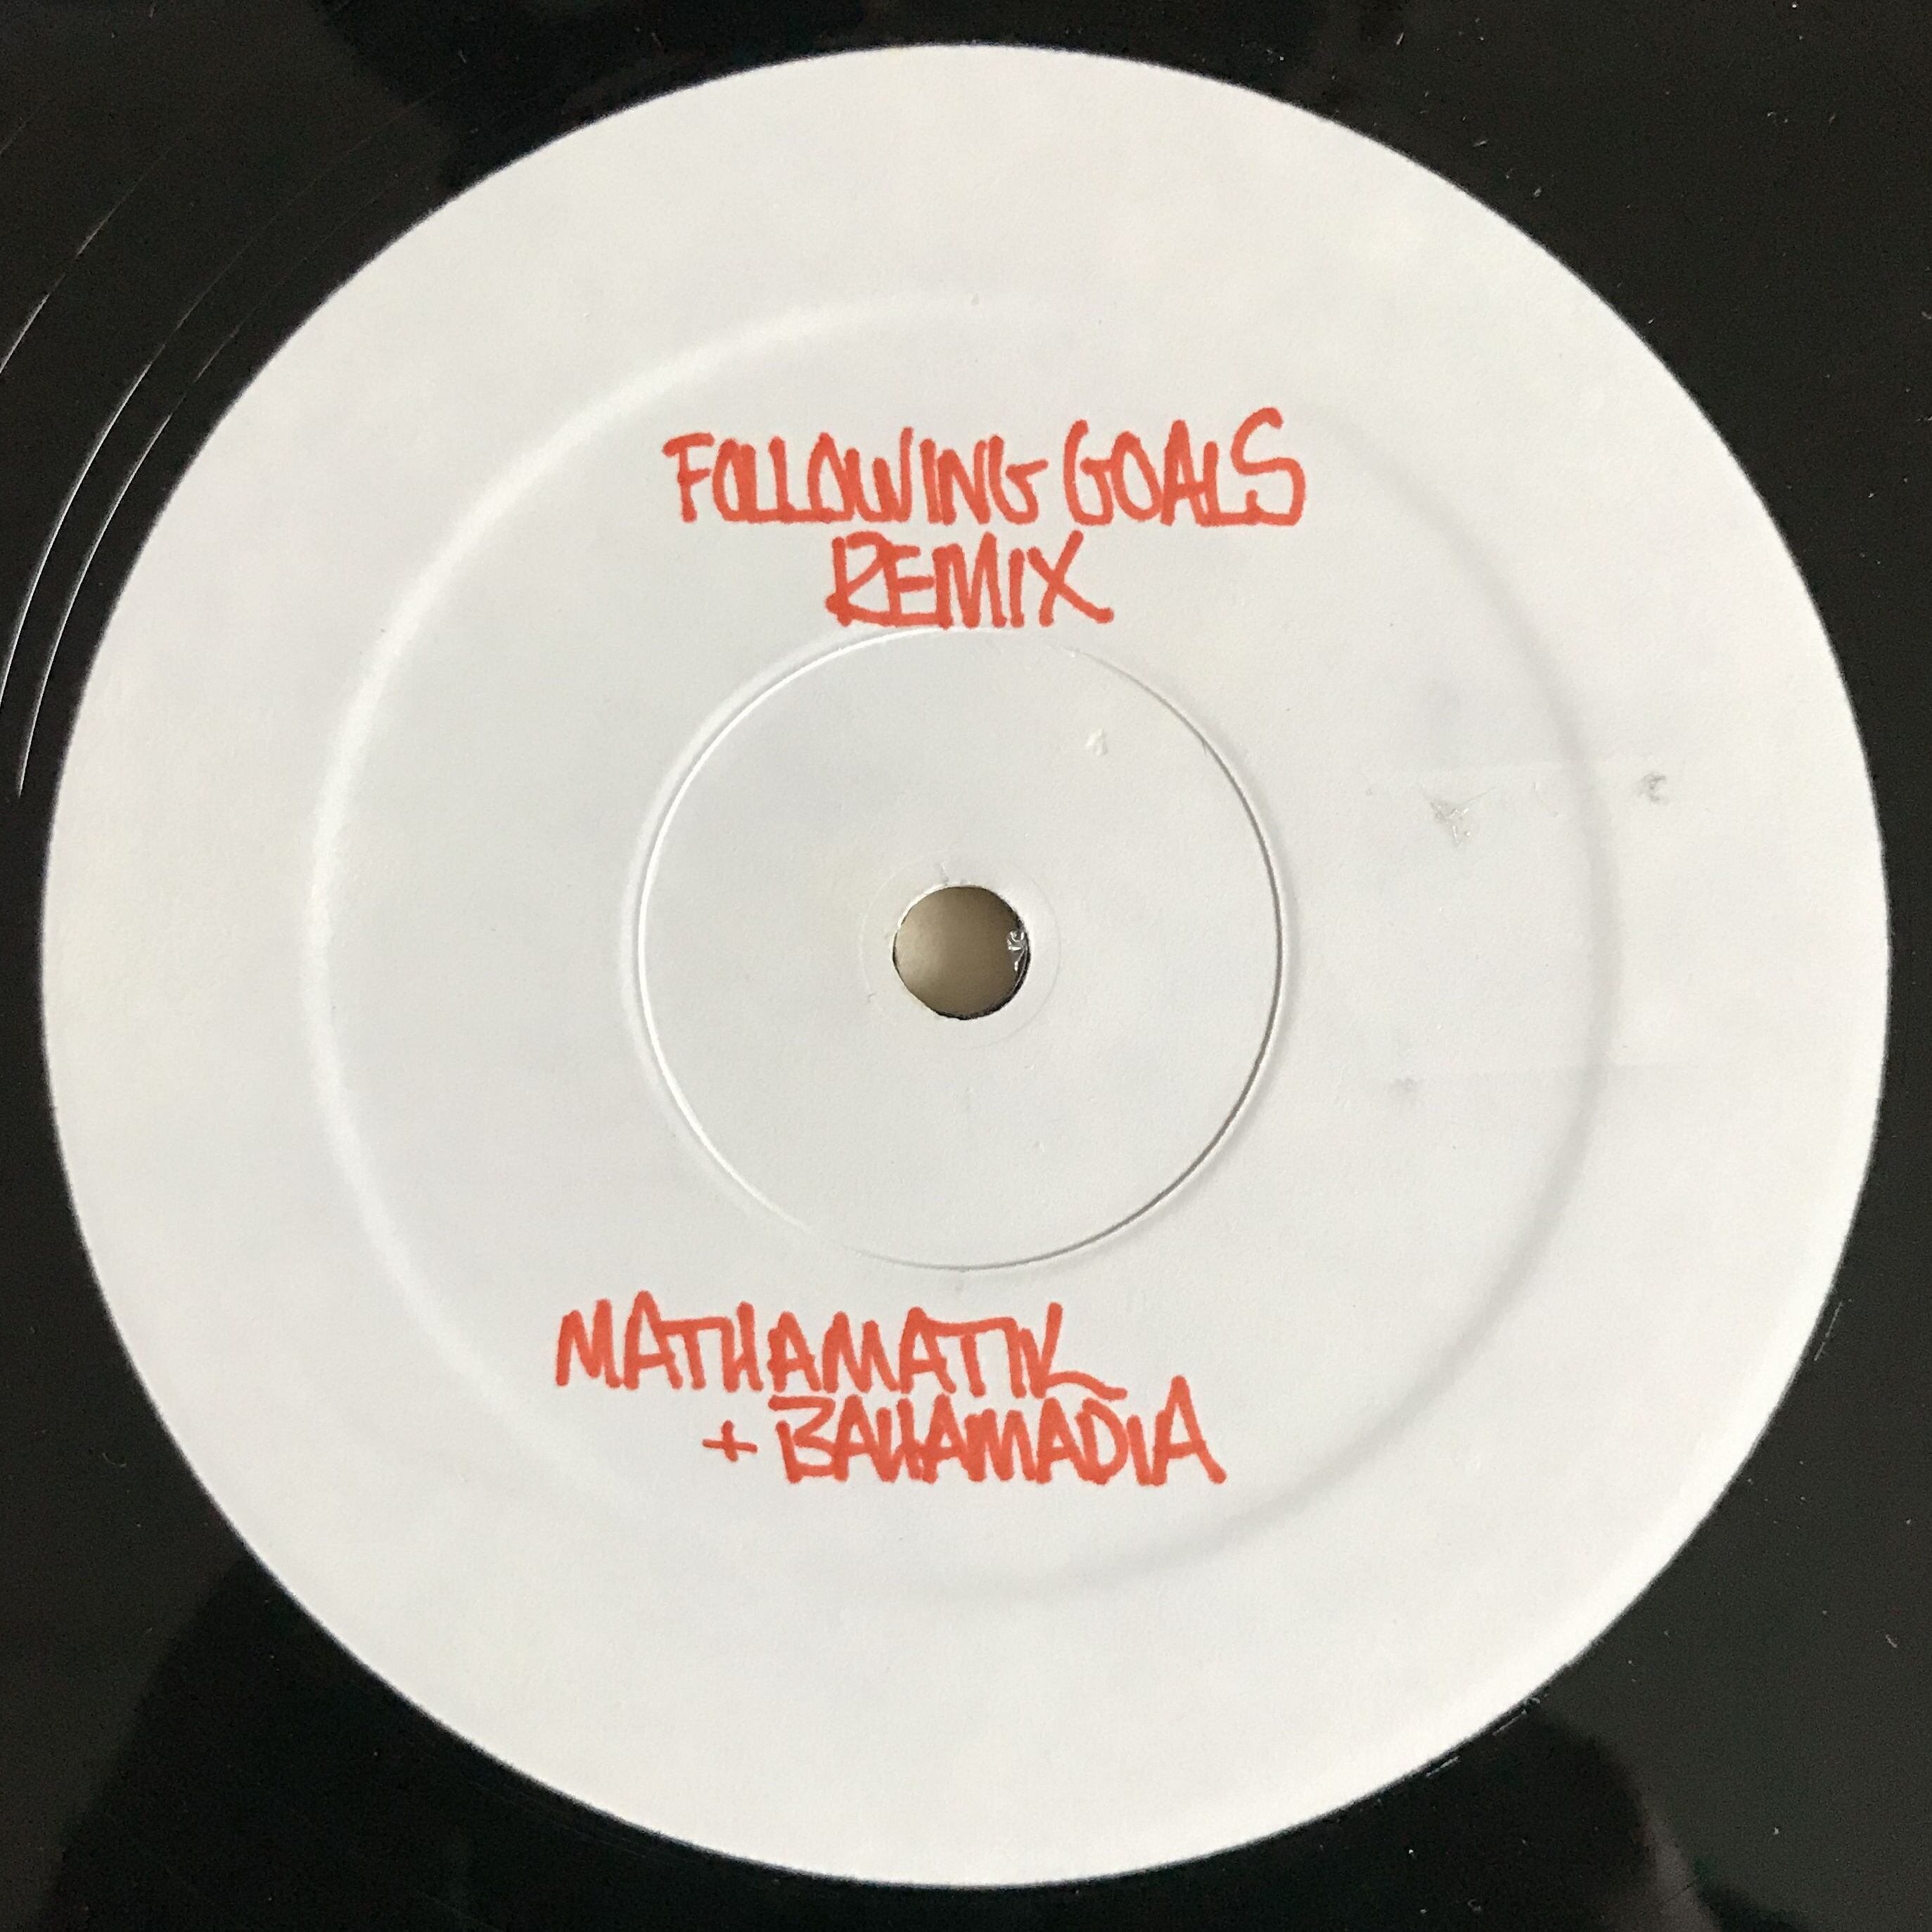 FOLLOWING GOALS
REMIX
MATHAMATIK
+ BAHAMADIA